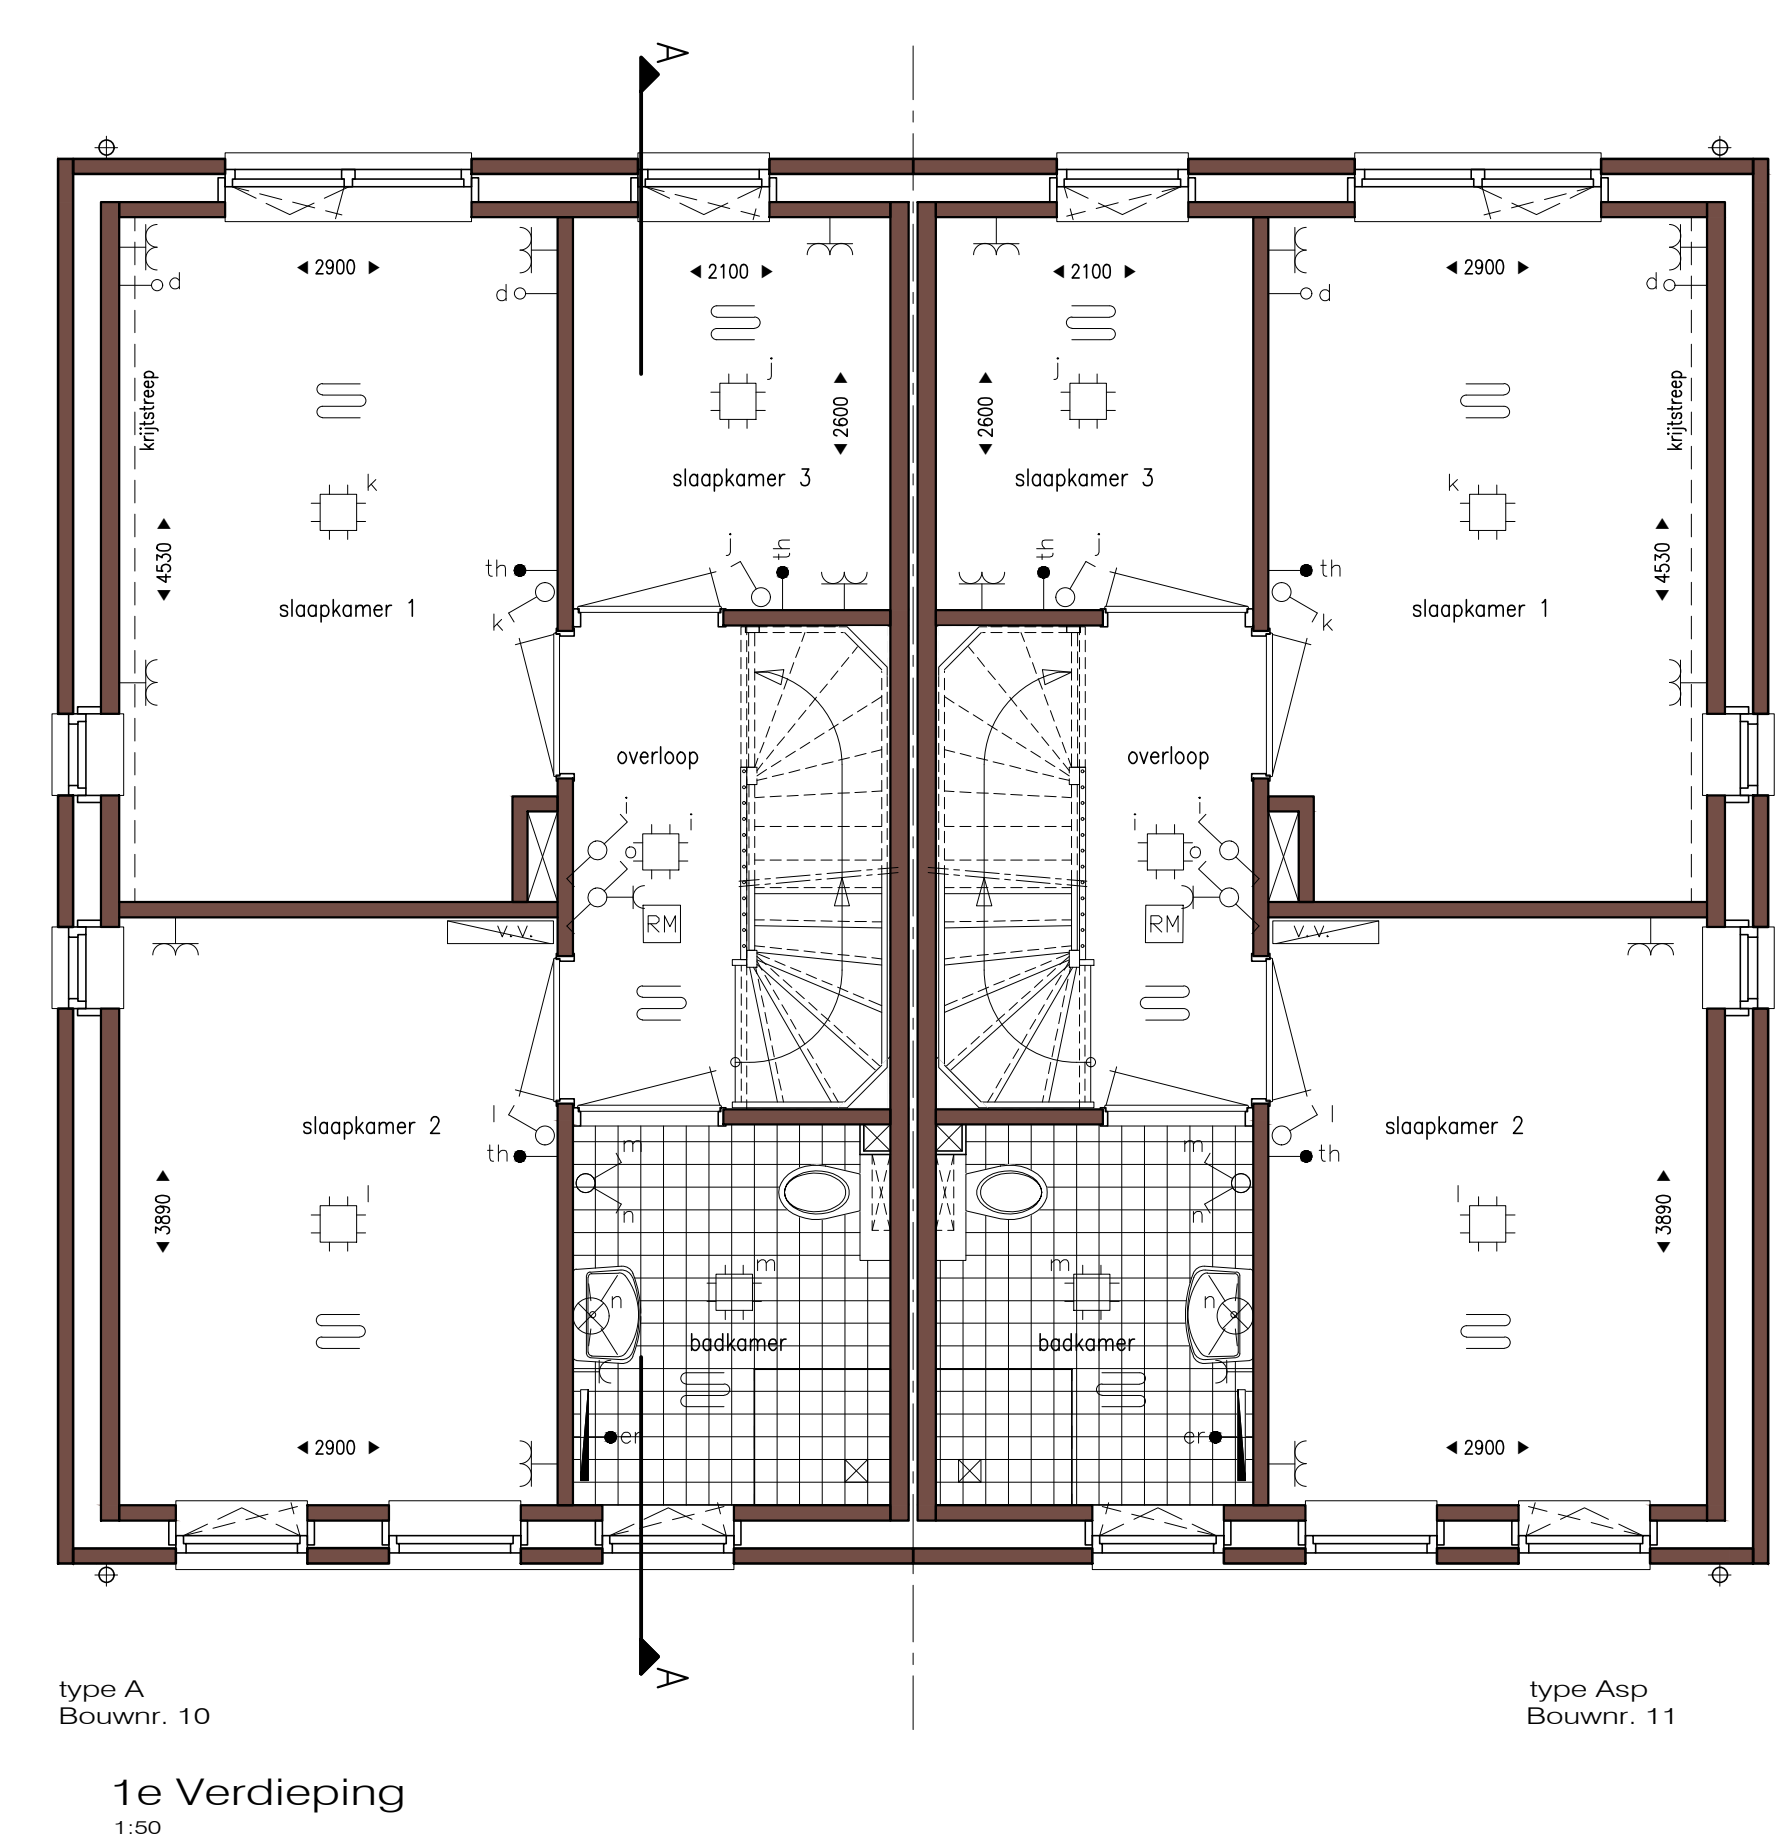 A
2900
2100
2100
2900
d
d
d
d
j
j
krijtstreep
2600
2600
krijtstreep
k
slaapkamer 3
slaapkamer 3
k
4530
th
j
th
th
j
th
4530
slaapkamer 1
slaapkamer 1
k
k
overloop
overloop
i
i
i
i
o
o
v.v.
RM
RM
v.v.
slaapkamer 2
l
l
slaapkamer 2
th
m
m
th
3890
l
n
n
l
3890
m
m
n
n
badkamer
badkamer
er
er
2900
2900
A
type A
Bouwnr. 10
type Asp
Bouwnr. 11
1e Verdieping
1:50